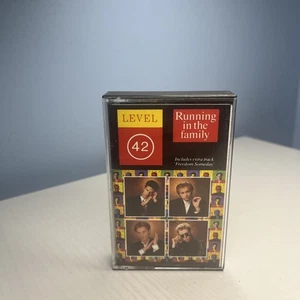 LEVEL
42
Running
in the
family
Includes extra track
'Freedom Someday'